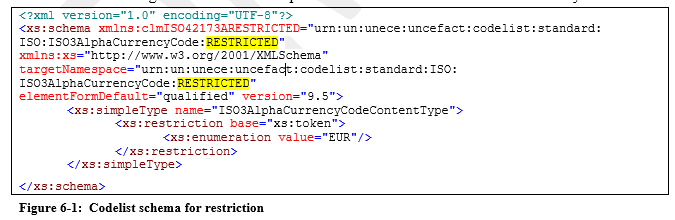 <?xml version="1.0" encoding="UTF-8"?>
<xs:schema xmlns:clmISO42173ARESTRICTED="urn:un:unece:uncefact:codelist:standard:
ISO:ISO3AlphaCurrencyCode:RESTRICTED"
xmlns:xs="http://www.w3.org/2001/XMLSchema"
targetNamespace="urn:un:unece:uncefact:codelist:standard:ISO:
ISO3AlphaCurrencyCode:RESTRICTED"
elementFormDefault="qualified" version="9.5">
<xs:simpleType name="ISO3AlphaCurrencyCodeContentType">
<xs:restriction base="xs:token">
<xs:enumeration value="EUR"/>
</xs:restriction>
</xs:simpleType>
</xs:schema>
Figure 6-1: Codelist schema for restriction